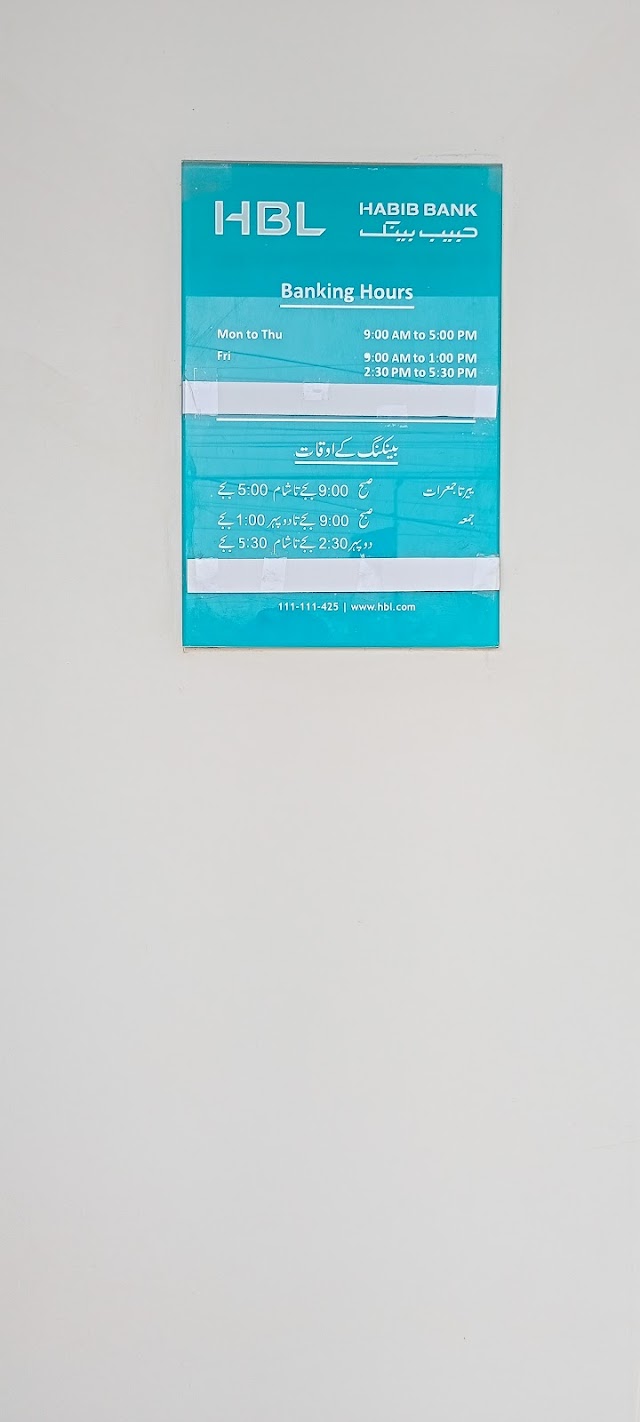 HBL HABIB BANK
حبیب بینک
Banking Hours
Mon to Thu 9:00 AM to 5:00 PM
Fri 9:00 AM to 1:00 PM
2:30 PM to 5:30 PM
بینکنگ کے اوقات
پیر تا جمعرات صبح 9:00 بجے تا شام 5:00 بجے
جمعہ صبح 9:00 بجے تا دوپہر 1:00 بجے
دوپہر 2:30 بجے تا شام 5:30 بجے
111-111-425 | www.hbl.com